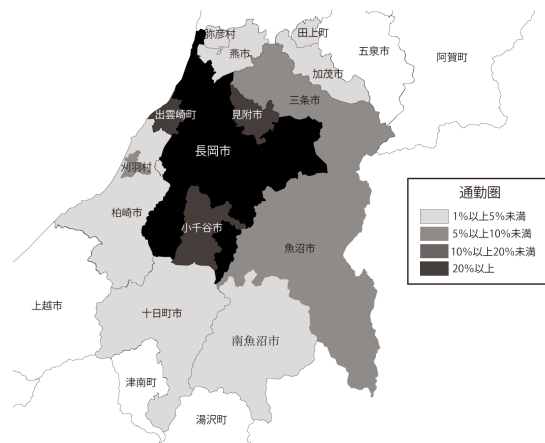 弥彦村
田上町
燕市
五泉市
阿賀町
加茂市
三条市
出雲崎町
見附市
長岡市
刈羽村
柏崎市
小千谷市
魚沼市
通勤圏
1%以上5%未満
5%以上10%未満
10%以上20%未満
20%以上
上越市
十日町市
南魚沼市
津南町
湯沢町